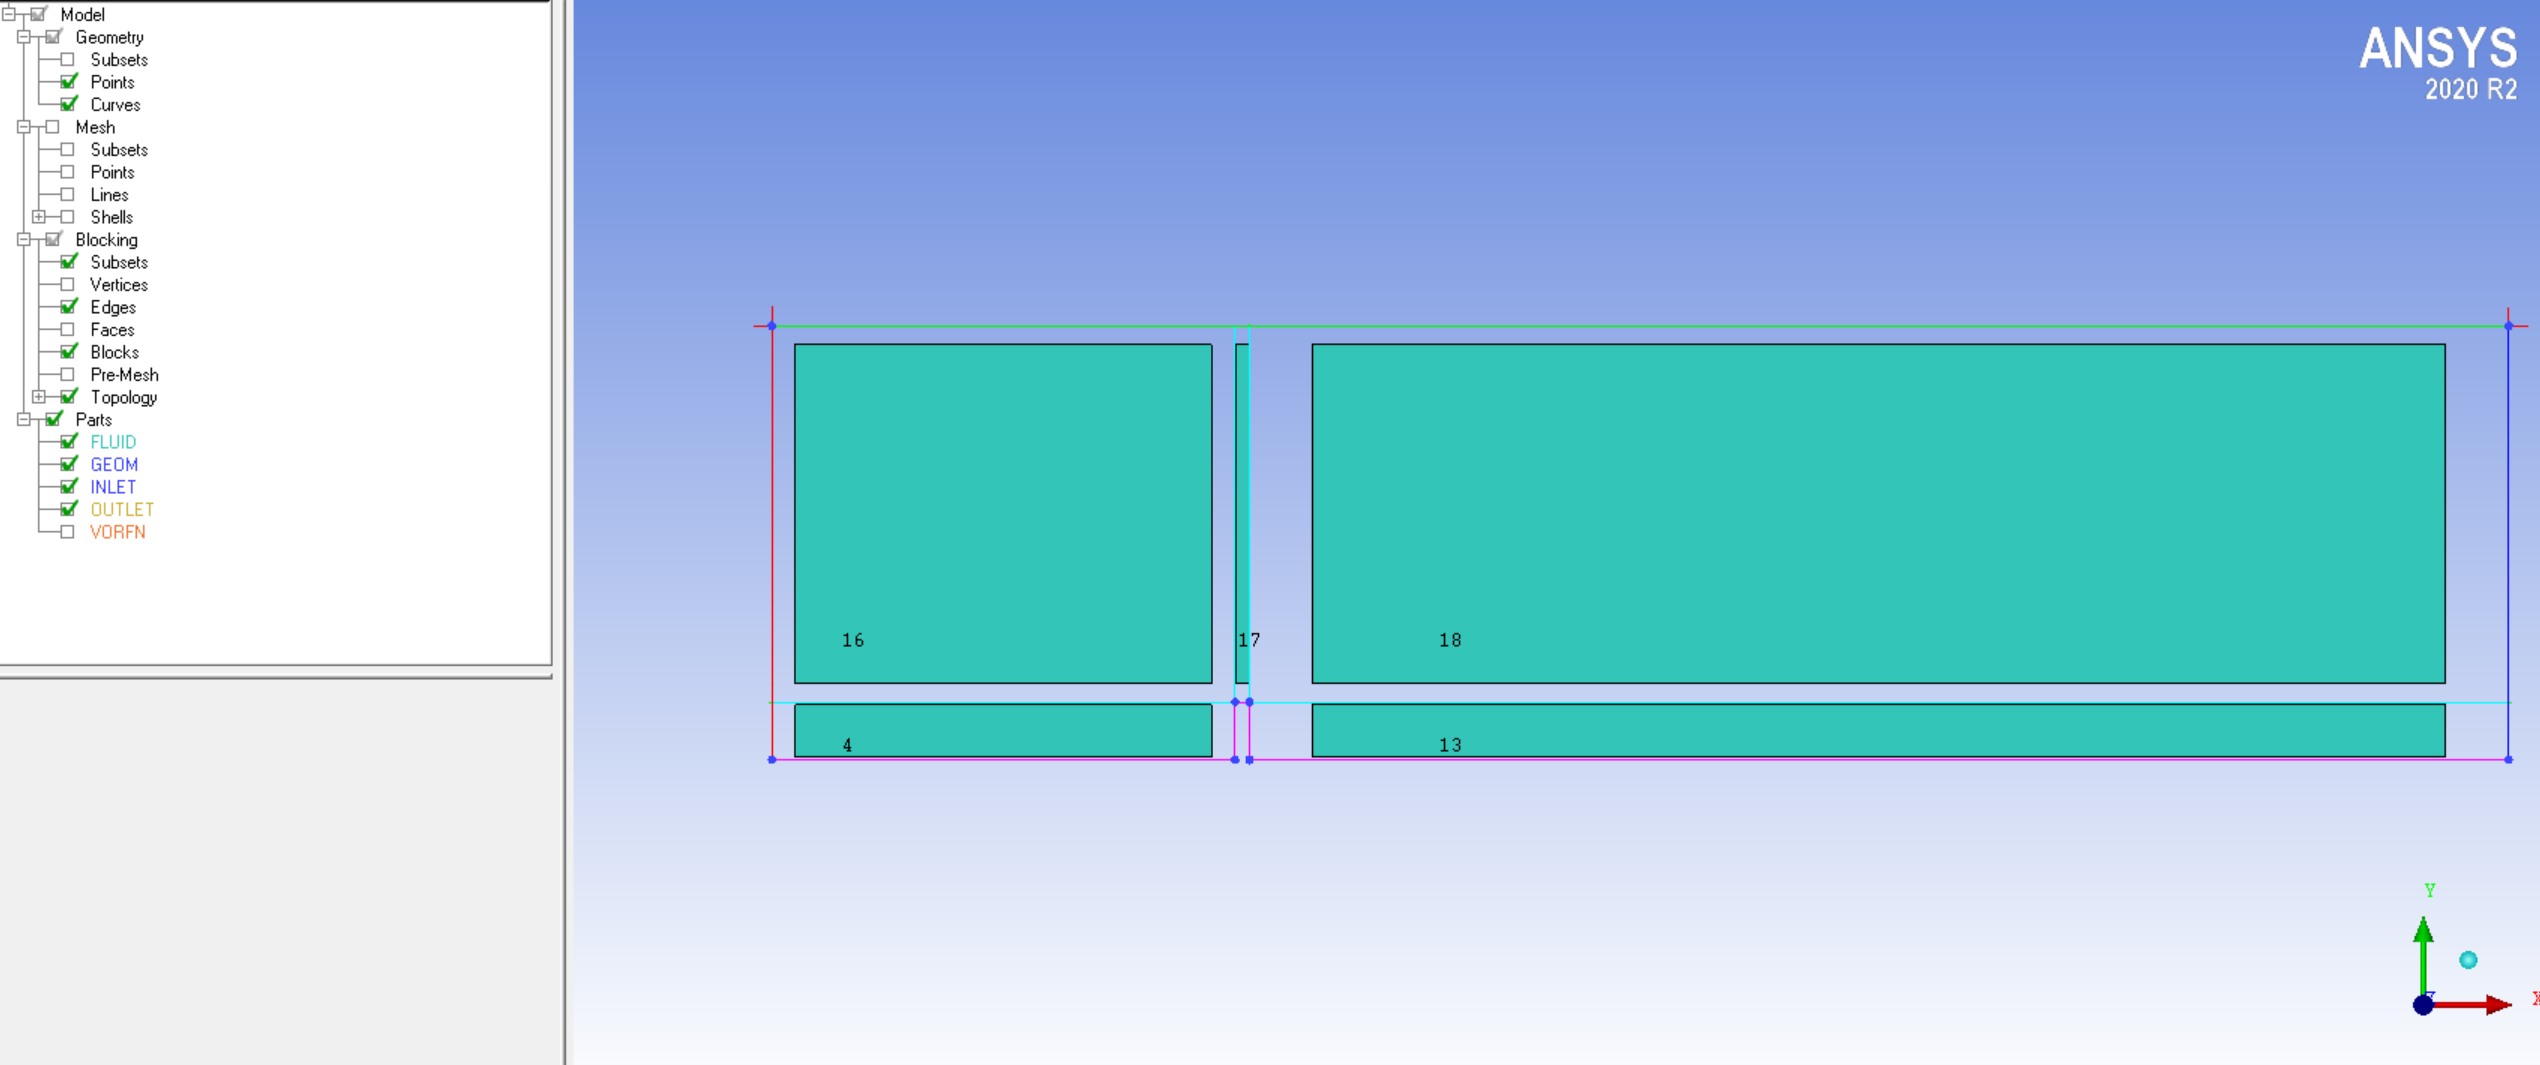 Model
Geometry
Subsets
Points
Curves
Mesh
Subsets
Points
Lines
Shells
Blocking
Subsets
Vertices
Edges
Faces
Blocks
Pre-Mesh
Topology
Parts
FLUID
GEOM
INLET
OUTLET
VORFN
ANSYS
2020 R2
16
17
18
4
13
Y
Z
X